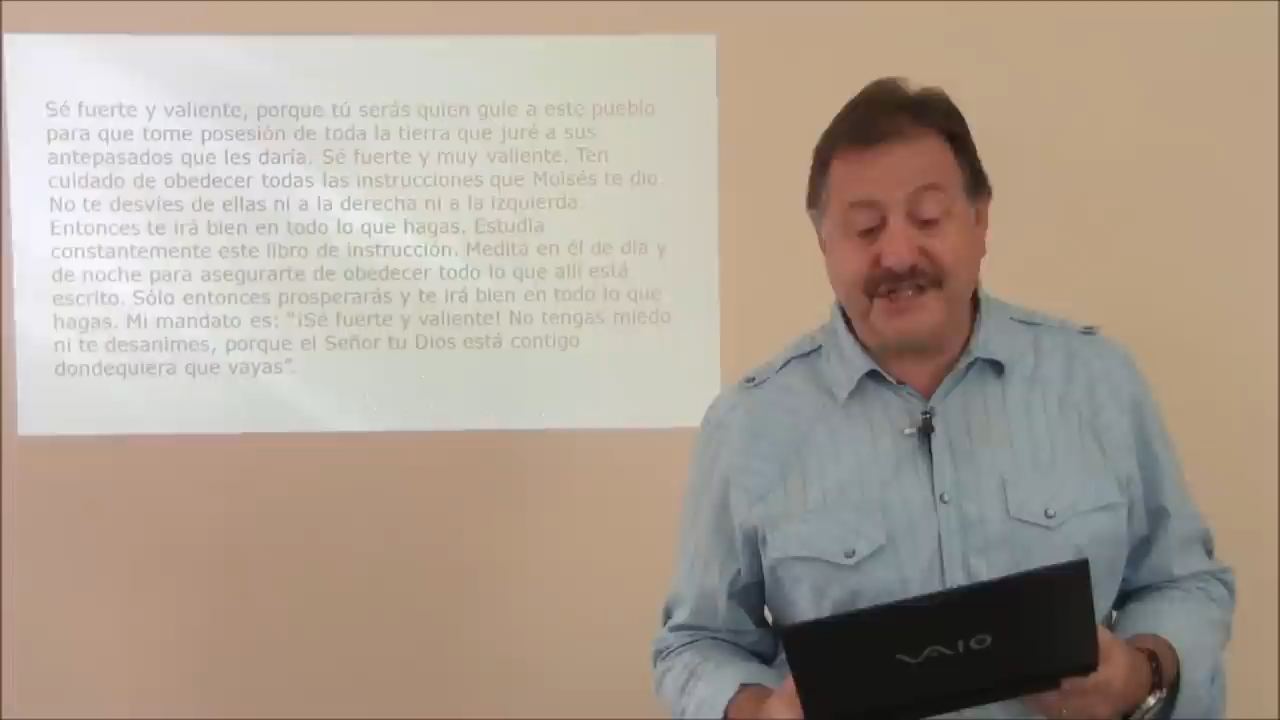 Sé fuerte y valiente, porque tú serás quien guíe a este pueblo
para que tome posesión de toda la tierra que juré a sus
antepasados que les daría. Sé fuerte y muy valiente. Ten
cuidado de obedecer todas las instrucciones que Moisés te dio.
No te desvíes de ellas ni a la derecha ni a la izquierda.
Entonces te irá bien en todo lo que hagas. Estudia
constantemente este libro de instrucción. Medita en él de día y
de noche para asegurarte de obedecer todo lo que allí está
escrito. Sólo entonces prosperarás y te irá bien en todo lo que
hagas. Mi mandato es: "¡Sé fuerte y valiente! No tengas miedo
ni te desanimes, porque el Señor tu Dios está contigo
dondequiera que vayas".
VAIO